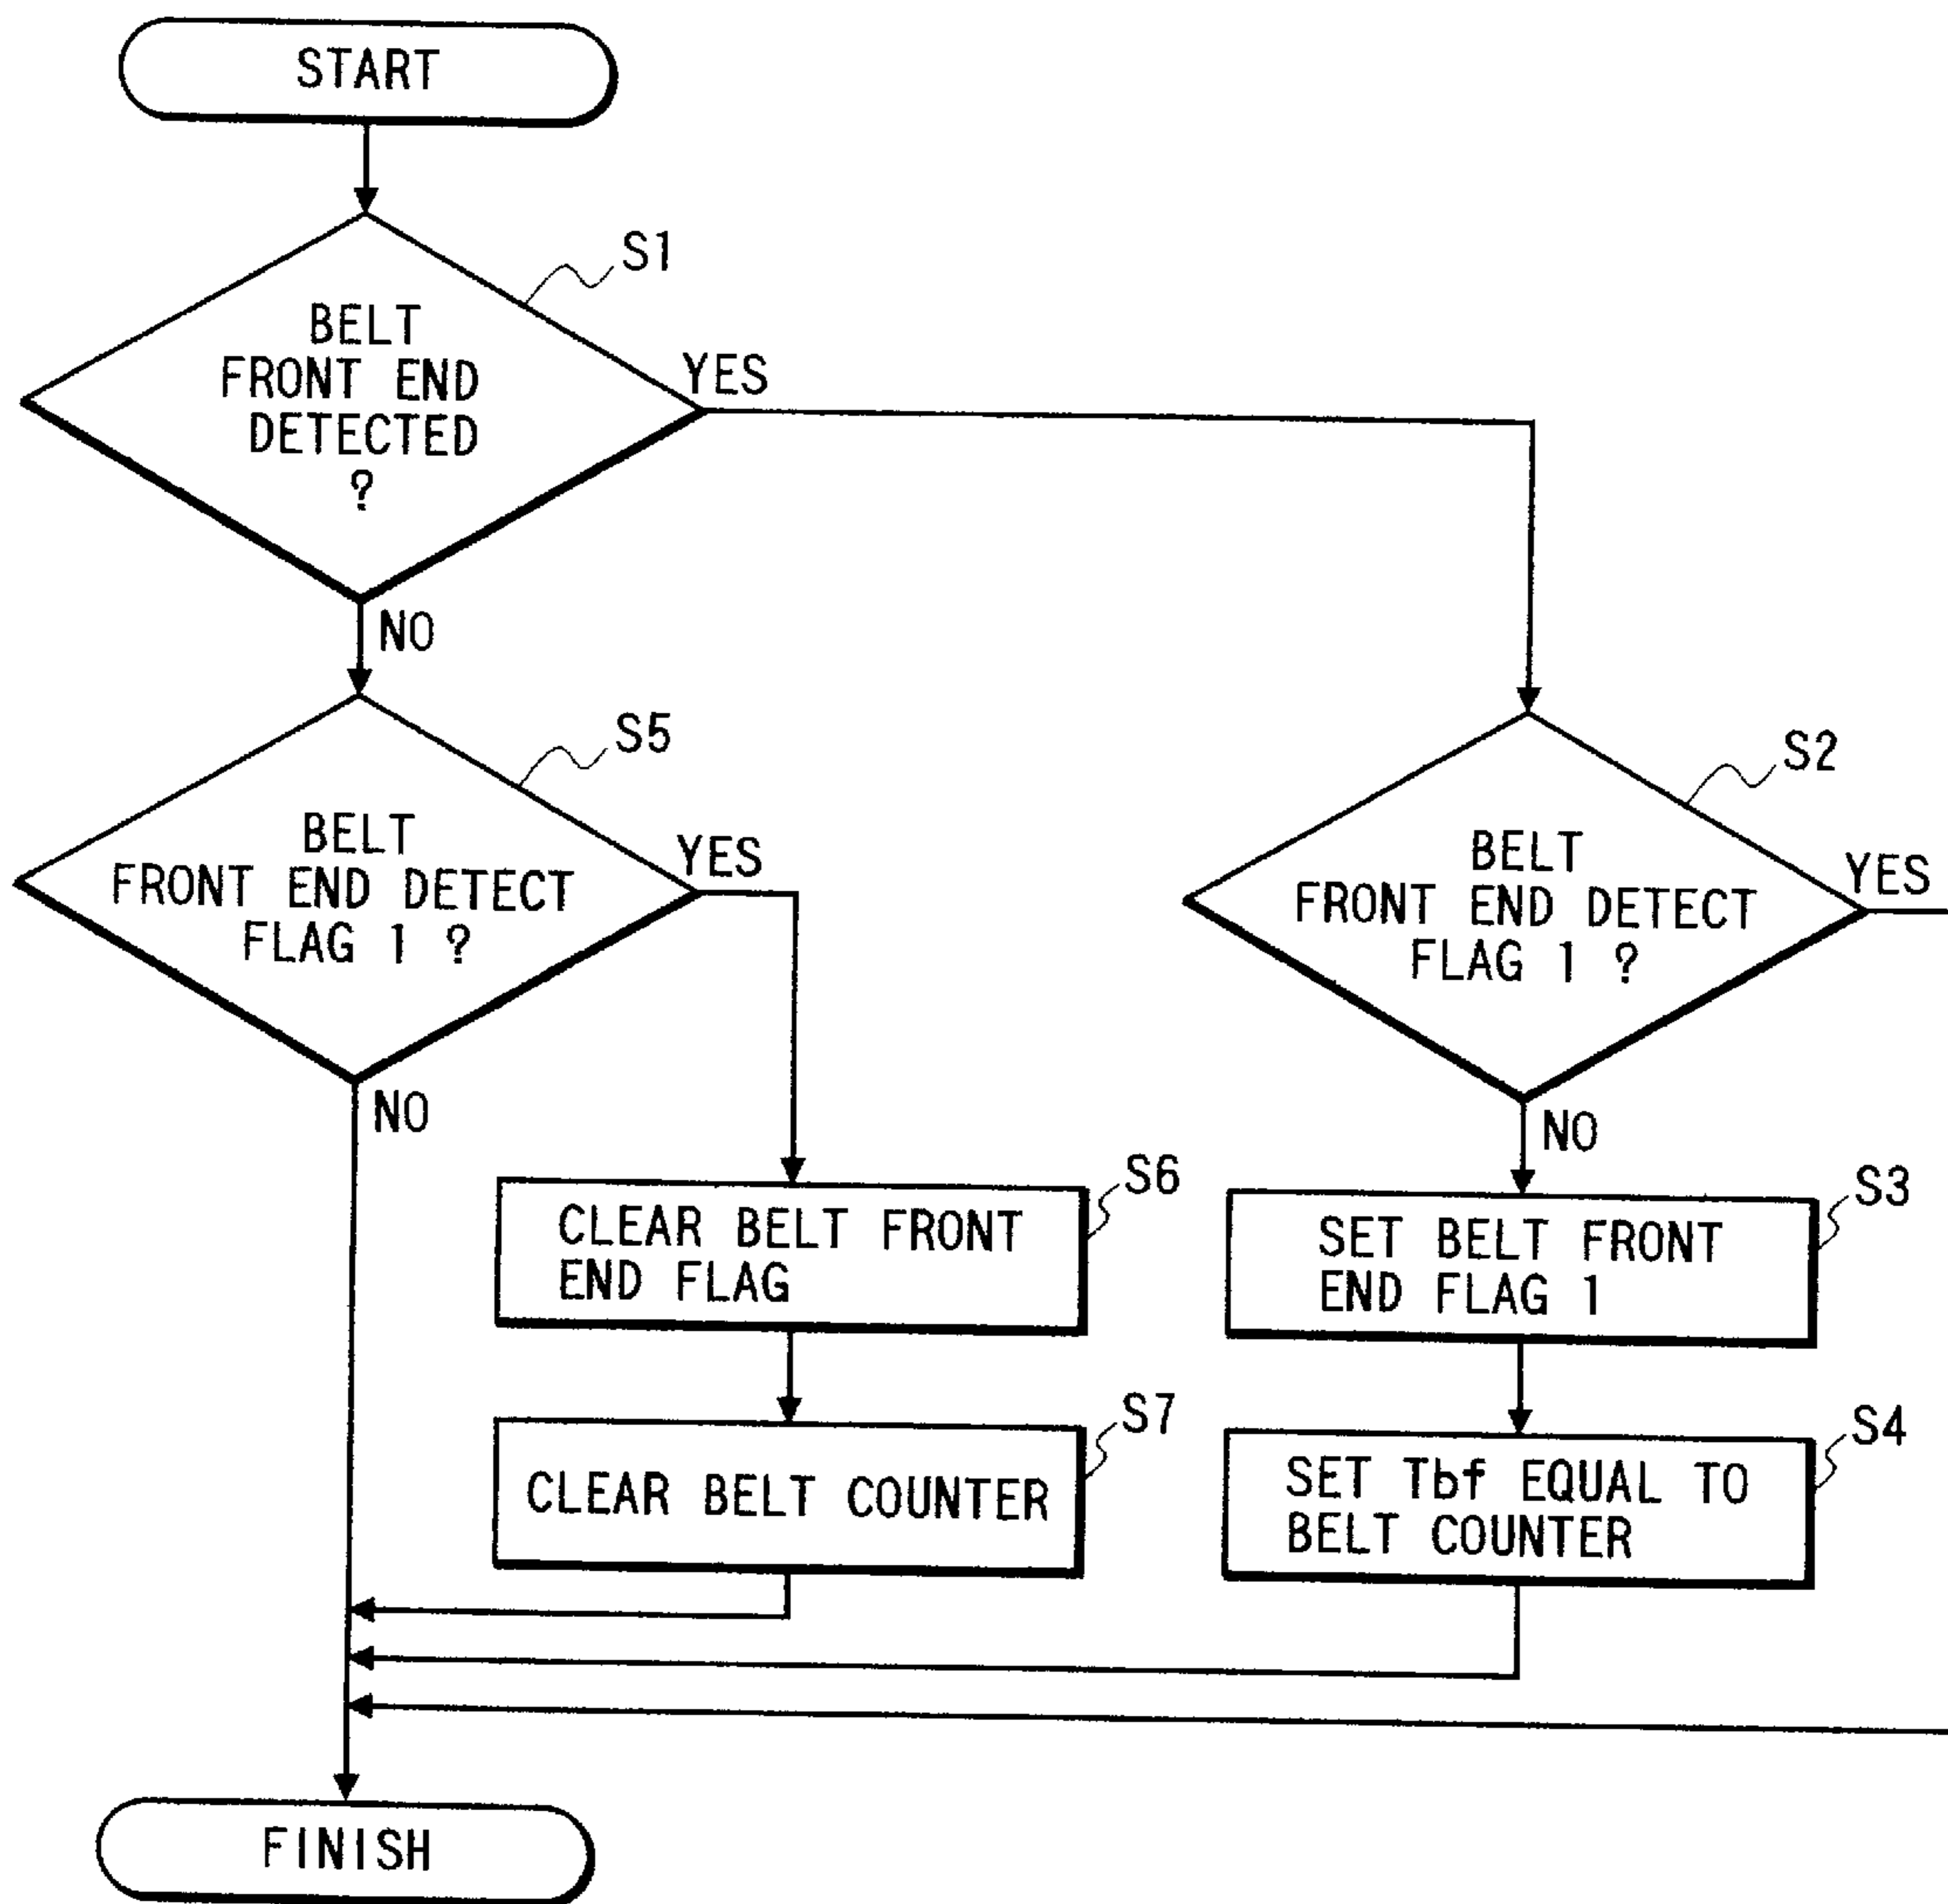 START
S1
BELT
FRONT END
DETECTED
?
YES
NO
S5
BELT
FRONT END DETECT
FLAG 1 ?
YES
NO
S2
BELT
FRONT END DETECT
FLAG 1 ?
YES
NO
S6
CLEAR BELT FRONT
END FLAG
S3
SET BELT FRONT
END FLAG 1
S7
CLEAR BELT COUNTER
S4
SET Tbf EQUAL TO
BELT COUNTER
FINISH